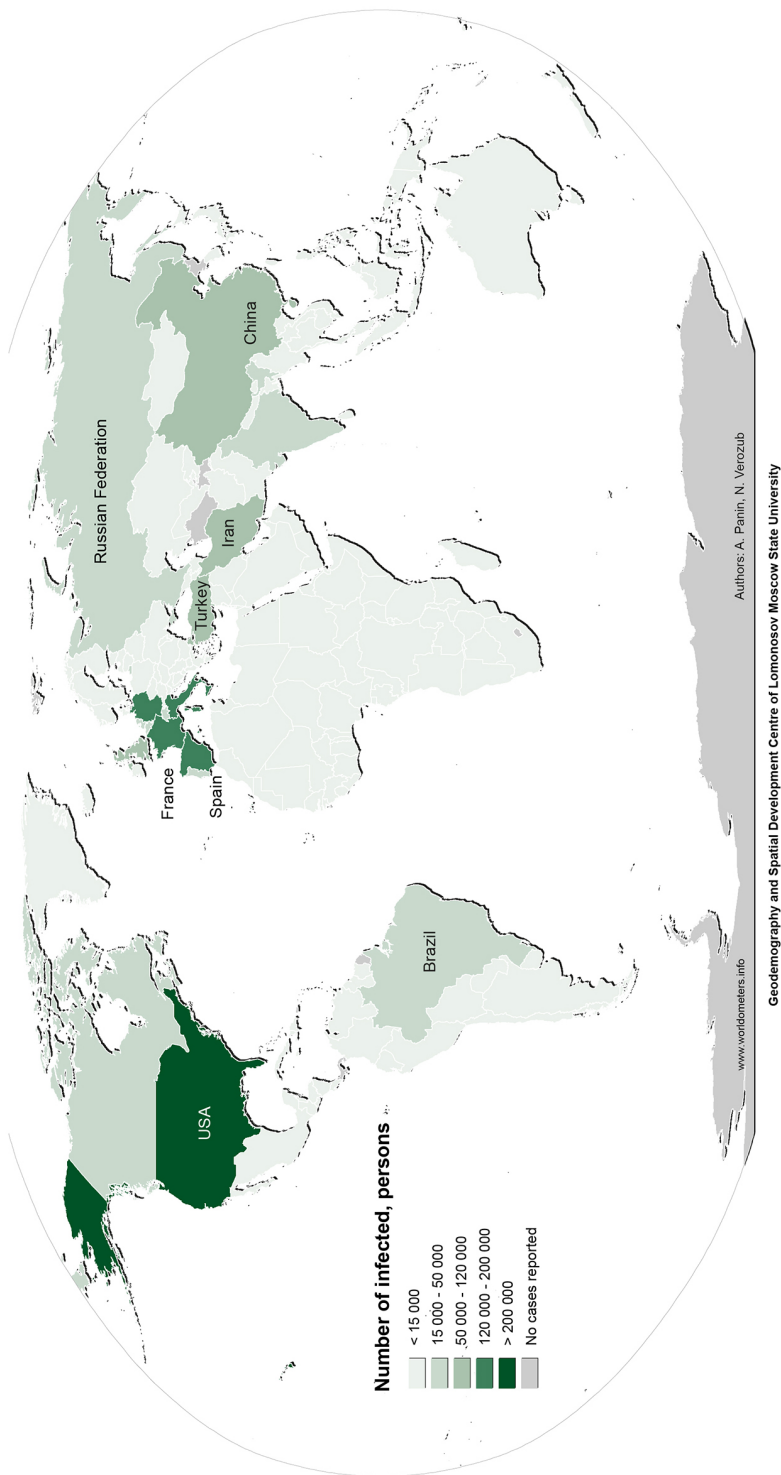 USA
Brazil
France
Spain
Turkey
Iran
Russian Federation
China
Number of infected, persons
< 15 000
15 000 - 50 000
50 000 - 120 000
120 000 - 200 000
> 200 000
No cases reported
www.worldometers.info
Authors: A. Panin, N. Verozub
Geodemography and Spatial Development Centre of Lomonosov Moscow State University